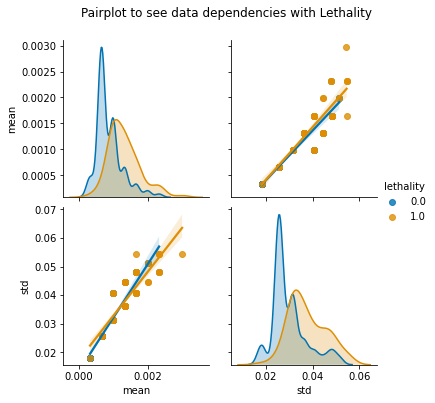 Pairplot to see data dependencies with Lethality
0.0030
0.0025
0.0020
0.0015
0.0010
0.0005
mean
lethality
0.0
1.0
0.07
0.06
0.05
0.04
0.03
0.02
std
0.000 0.002
mean
0.02 0.04 0.06
std